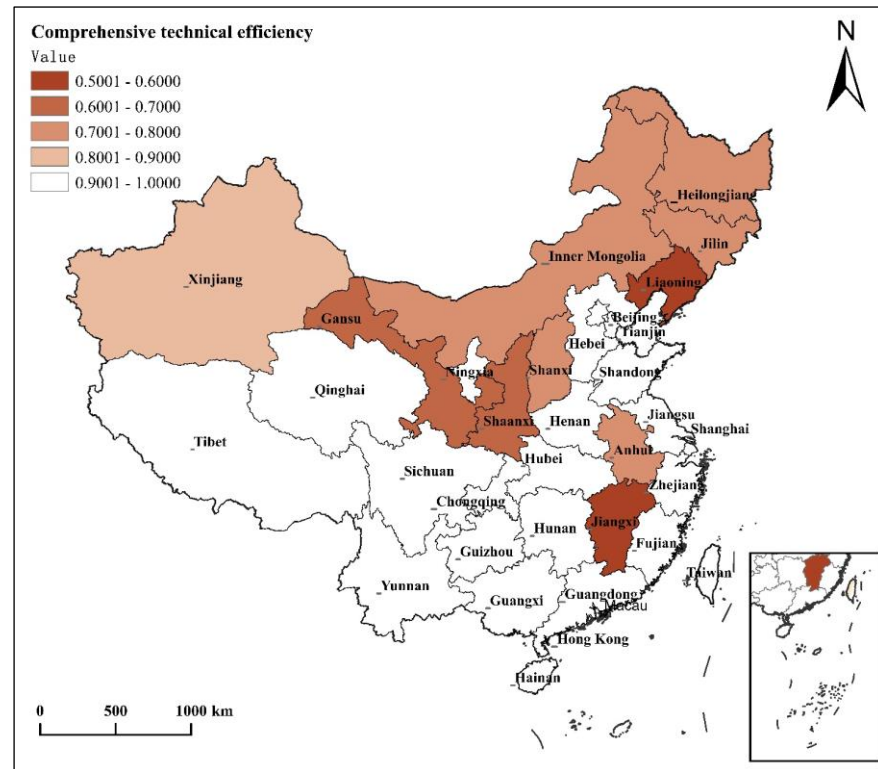 Comprehensive technical efficiency
Value
0.5001 - 0.6000
0.6001 - 0.7000
0.7001 - 0.8000
0.8001 - 0.9000
0.9001 - 1.0000
N
Heilongjiang
Jilin
Inner Mongolia
Liaoning
Xinjiang
Gansu
Beijing
Tianjin
Hebei
Ningxia
Shanxi
Shandong
Qinghai
Shaanxi
Henan
Jiangsu
Shanghai
Tibet
Anhui
Hubei
Sichuan
Zhejiang
Chongqing
Jiangxi
Hunan
Fujian
Guizhou
Taiwan
Yunnan
Guangxi
Guangdong
Macau
Hong Kong
Hainan
0 500 1000 km